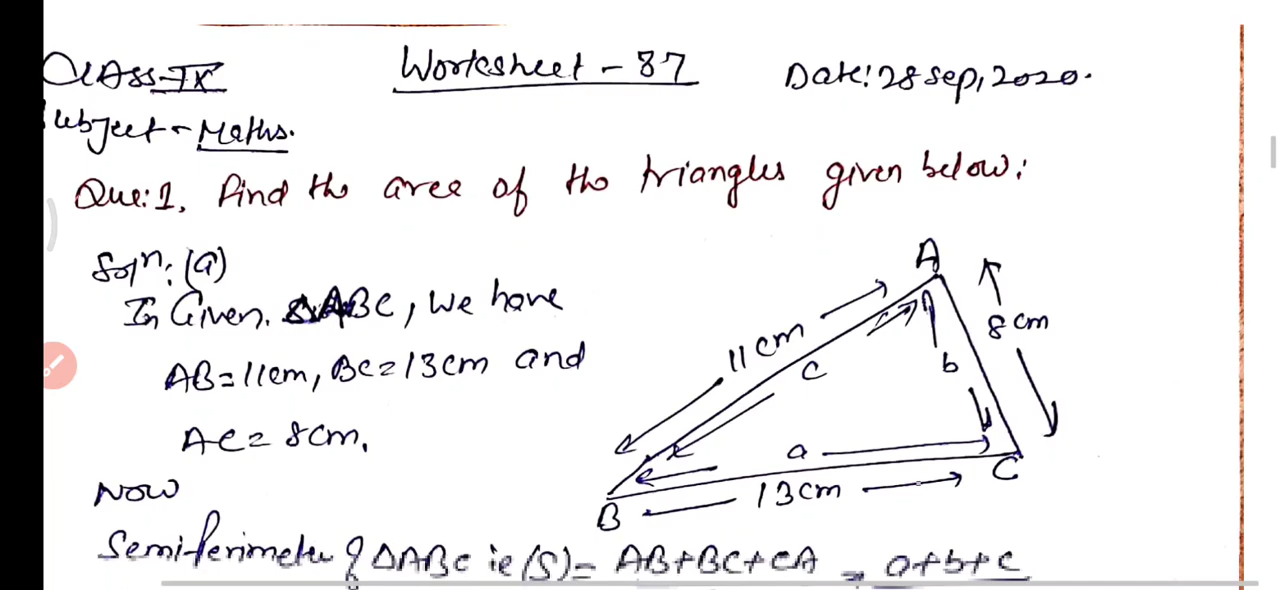 Class-IX Worksheet - 87 Date: 28 Sep, 2020.
Subject - Maths.
Que: 1. Find the area of the triangles given below:
Solⁿ: (a)
In Given, ΔABC, we have
AB = 11cm, BC = 13cm and
AC = 8cm.
Now
Semiperimeter of ΔABC ie (S) = AB+BC+CA = a+b+c
A
8 cm
11 cm
c
b
a
13 cm
B
C